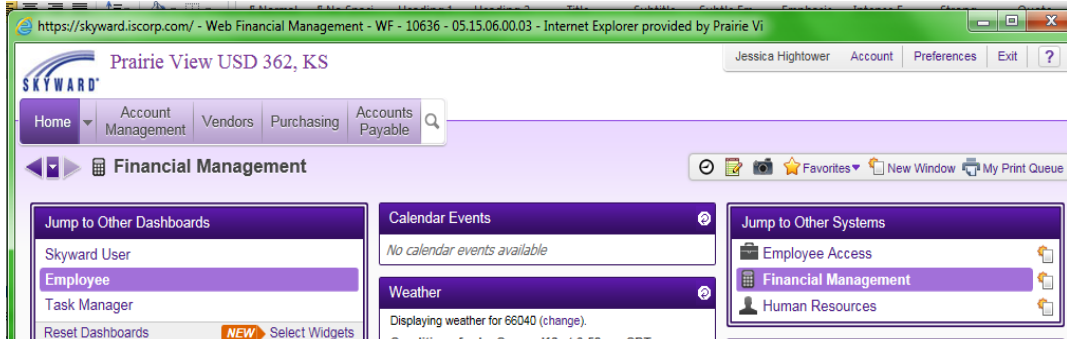 https://skyward.iscorp.com/ - Web Financial Management - WF - 10636 - 05.15.06.00.03 - Internet Explorer provided by Prairie Vi
SKYWARD
Prairie View USD 362, KS
Jessica Hightower Account Preferences Exit ?
Home Account Management Vendors Purchasing Accounts Payable
Financial Management
Favorites New Window My Print Queue
Jump to Other Dashboards
Skyward User
Employee
Task Manager
Reset Dashboards NEW Select Widgets
Calendar Events
No calendar events available
Weather
Displaying weather for 66040 (change).
Jump to Other Systems
Employee Access
Financial Management
Human Resources